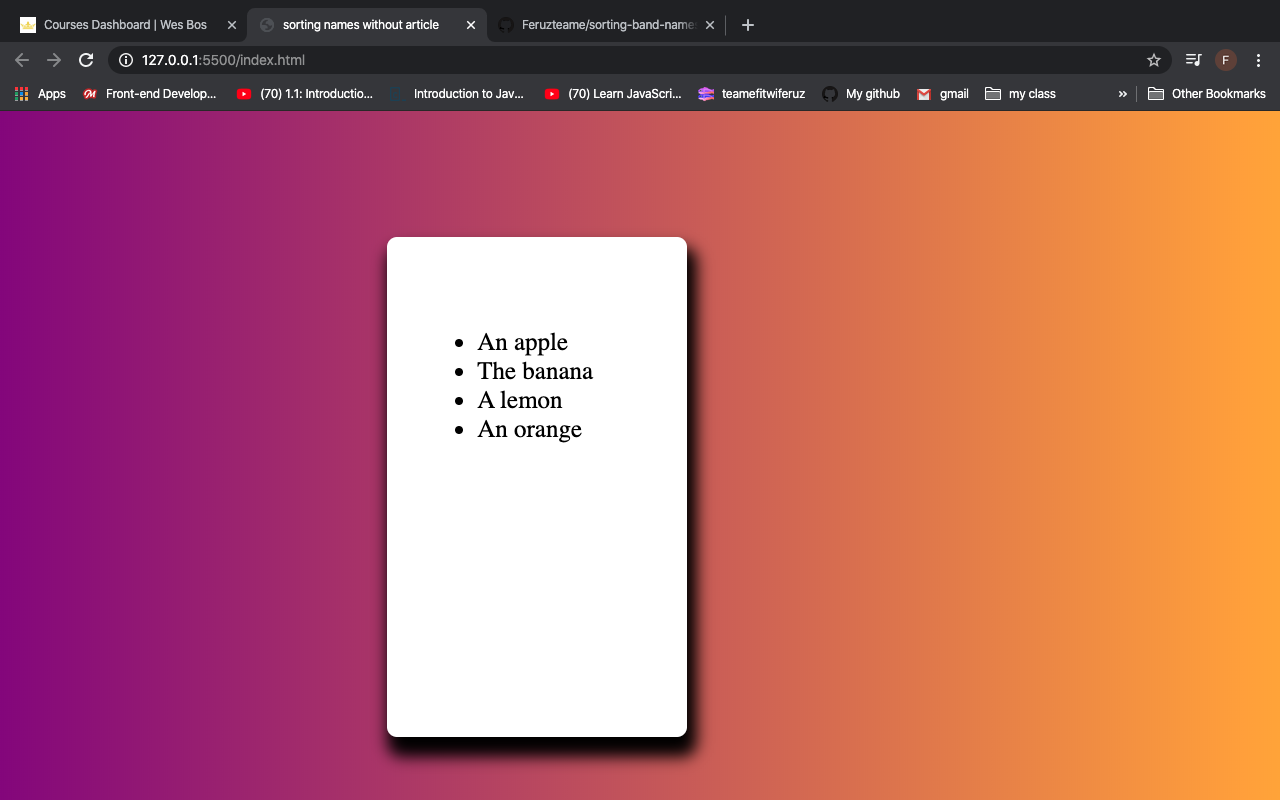 Courses Dashboard | Wes Bos
sorting names without article
Feruzteame/sorting-band-name
127.0.0.1:5500/index.html
F
Apps
Front-end Develop...
(70) 1.1: Introductio...
Introduction to Jav...
(70) Learn JavaScri...
teamefitwiferuz
My github
gmail
my class
»
Other Bookmarks
• An apple
• The banana
• A lemon
• An orange